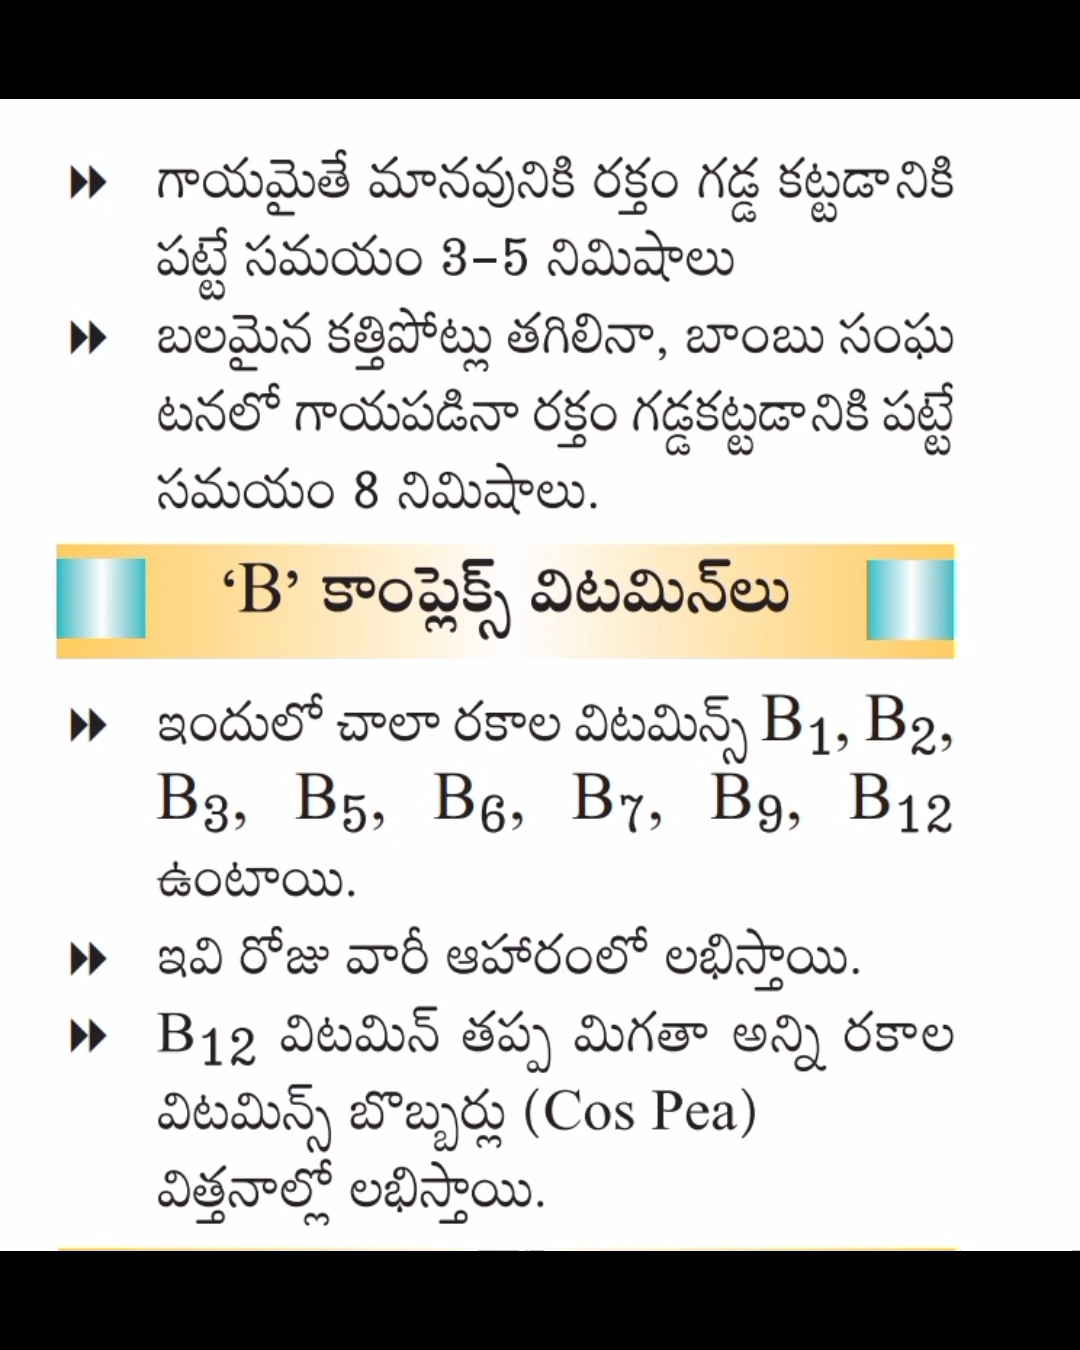 గాయమైతే మానవునికి రక్తం గడ్డ కట్టడానికి
పట్టే సమయం 3–5 నిమిషాలు
బలమైన కత్తిపోట్లు తగిలినా, బాంబు సంఘ
టనలో గాయపడినా రక్తం గడ్డకట్టడానికి పట్టే
సమయం 8 నిమిషాలు.
‘B’ కాంప్లెక్స్ విటమిన్‌లు
ఇందులో చాలా రకాల విటమిన్స్ B1, B2,
B3, B5, B6, B7, B9, B12
ఉంటాయి.
ఇవి రోజు వారీ ఆహారంలో లభిస్తాయి.
B12 విటమిన్ తప్ప మిగతా అన్ని రకాల
విటమిన్స్ బొబ్బర్లు (Cos Pea)
విత్తనాల్లో లభిస్తాయి.